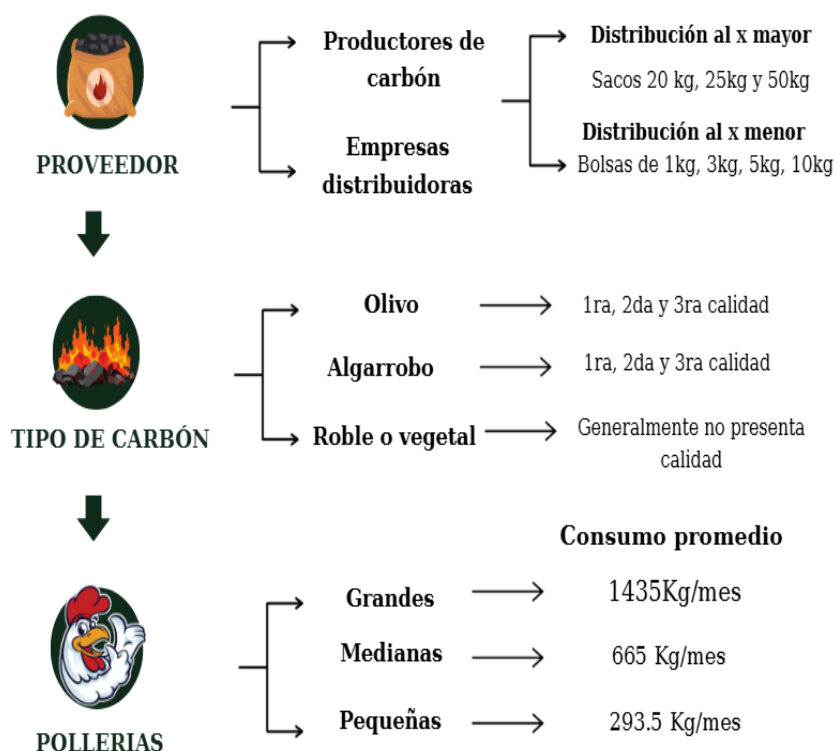 PROVEEDOR
Productores de
carbón
Empresas
distribuidoras
Distribución al x mayor
Sacos 20 kg, 25kg y 50kg
Distribución al x menor
Bolsas de 1kg, 3kg, 5kg, 10kg
TIPO DE CARBÓN
Olivo
1ra, 2da y 3ra calidad
Algarrobo
1ra, 2da y 3ra calidad
Roble o vegetal
Generalmente no presenta
calidad
POLLERIAS
Consumo promedio
Grandes
1435Kg/mes
Medianas
665 Kg/mes
Pequeñas
293.5 Kg/mes